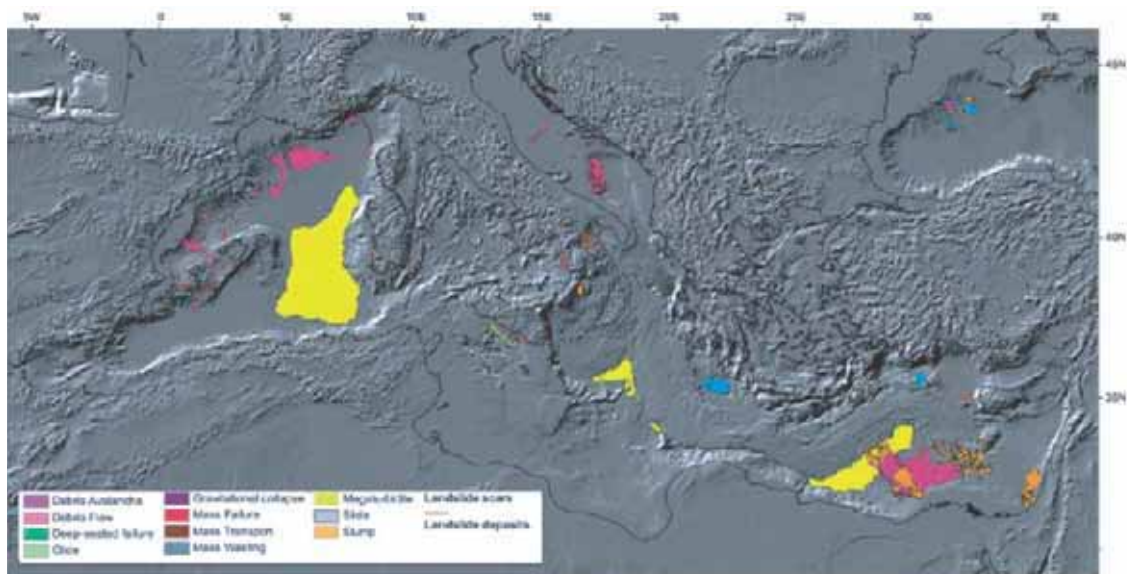 5W 0 5E 10E 15E 20E 25E 30E 35E
45N
40N
35N
Debris Avalanche
Debris Flow
Deep-seated failure
Glide
Gravitational collapse
Mass Failure
Mass Transport
Mass Wasting
Megaturbidite
Slide
Slump
Landslide scars
Landslide deposits